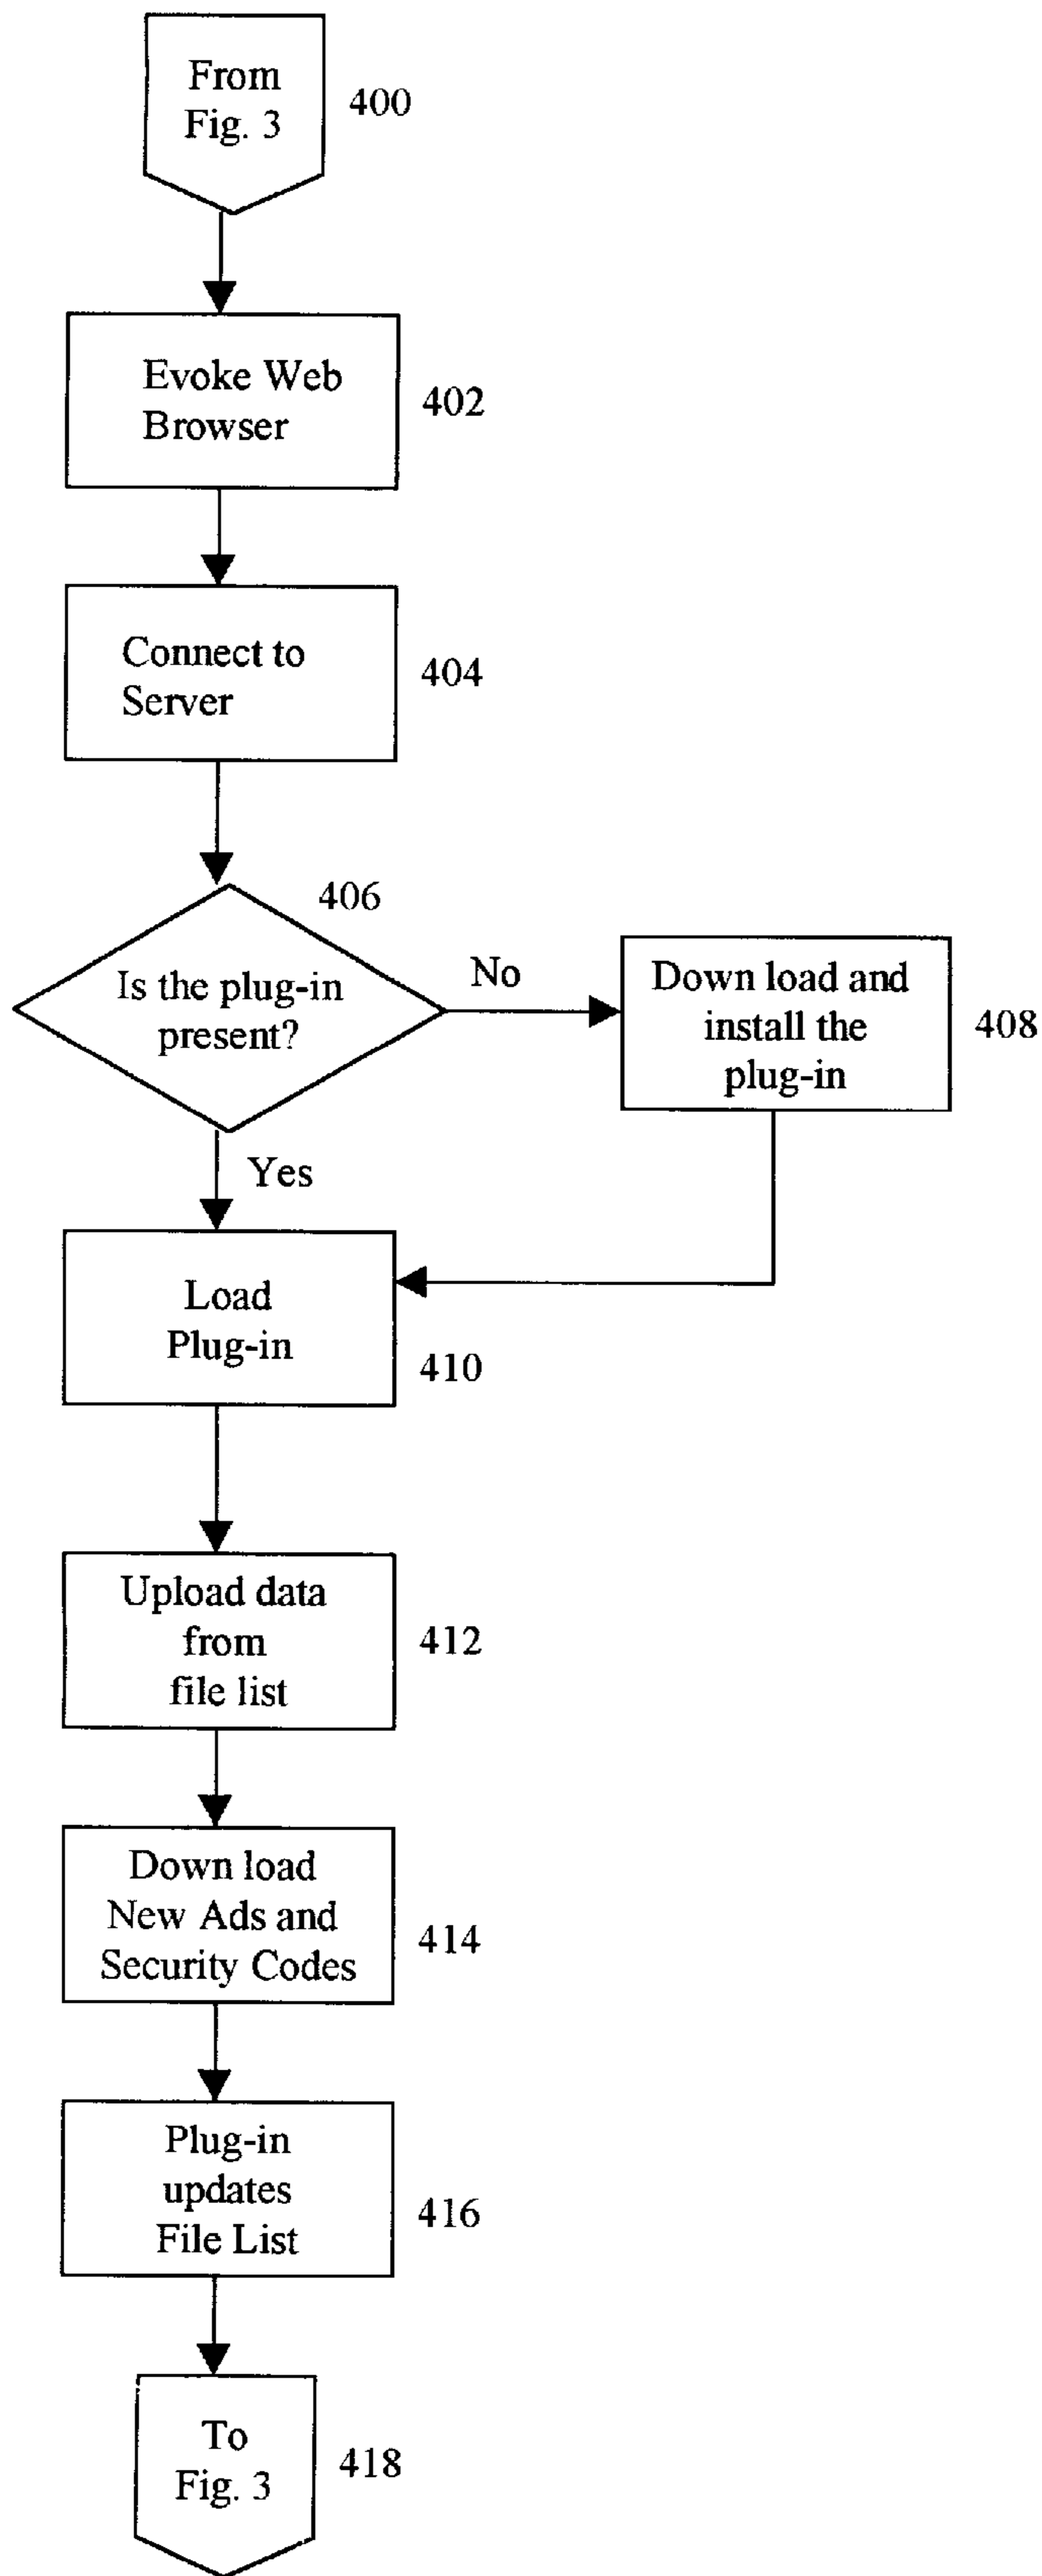 From
Fig. 3
400
Evoke Web
Browser
402
Connect to
Server
404
406
Is the plug-in
present?
No
Down load and
install the
plug-in
408
Yes
Load
Plug-in
410
Upload data
from
file list
412
Down load
New Ads and
Security Codes
414
Plug-in
updates
File List
416
To
Fig. 3
418